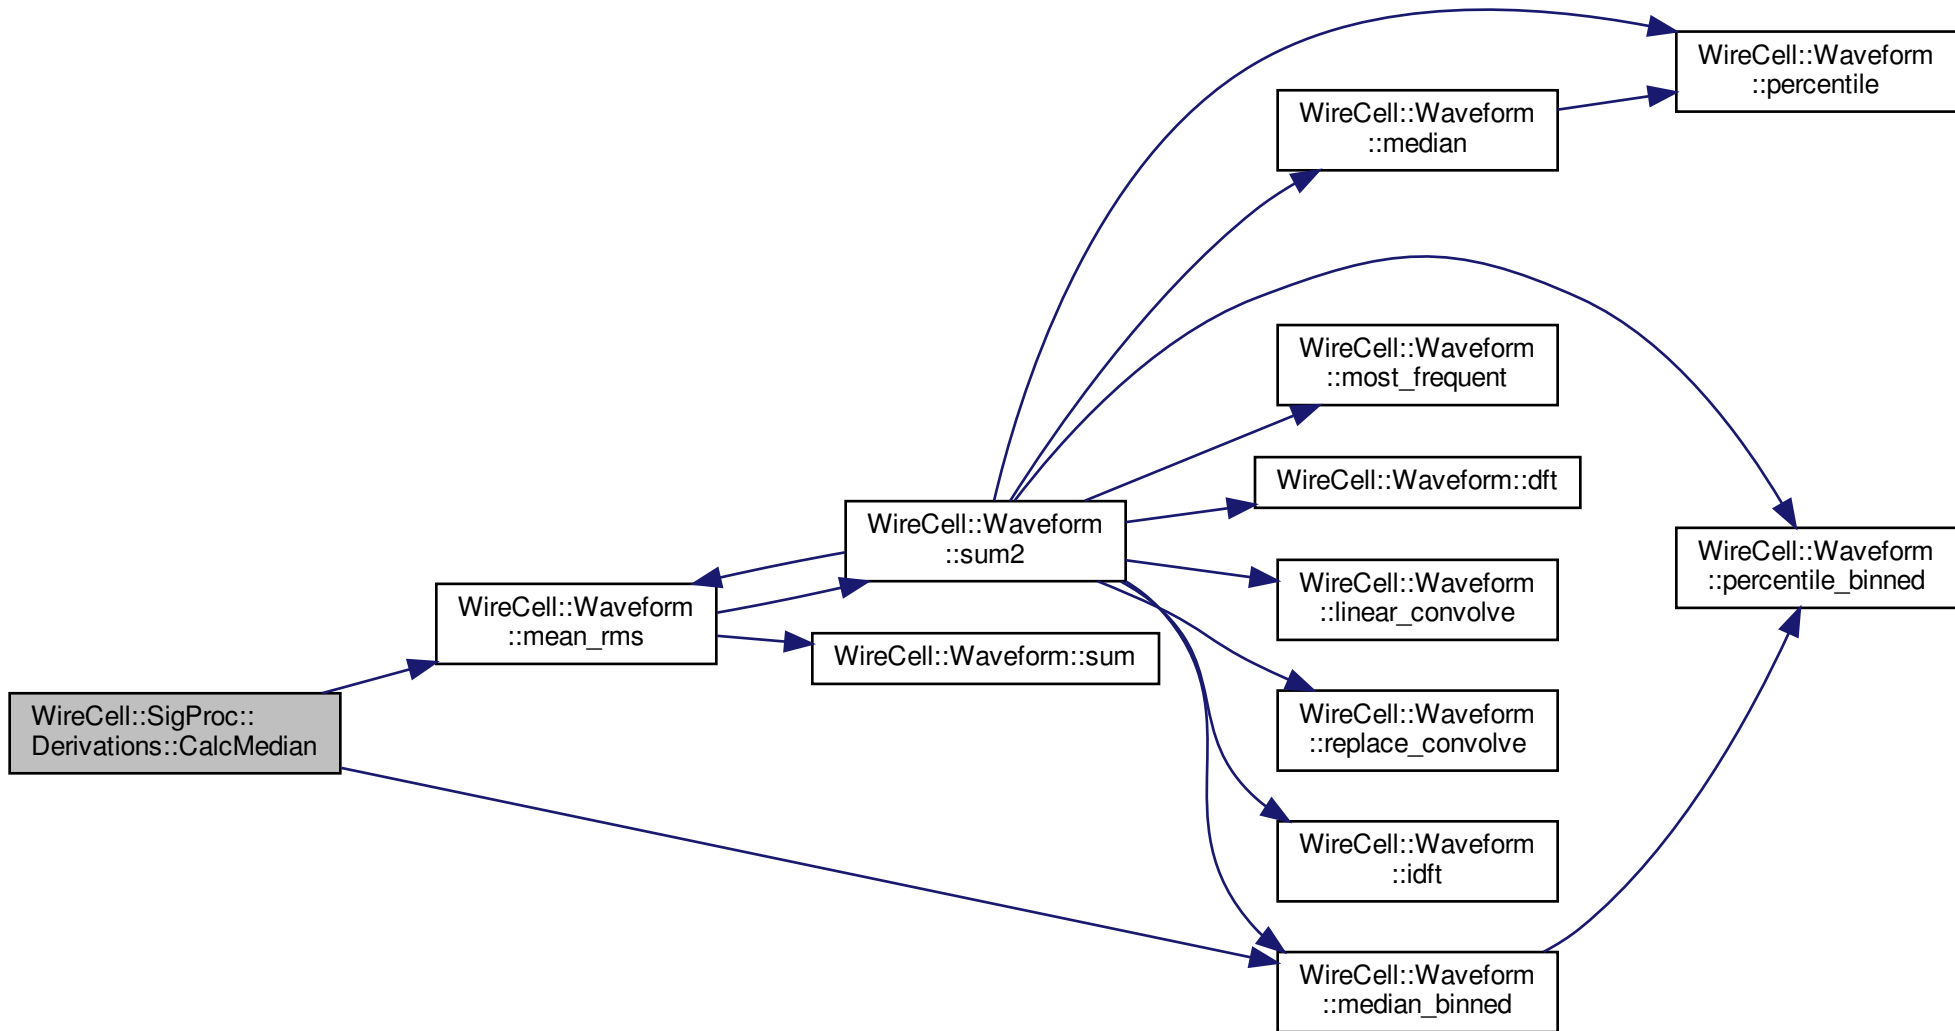 WireCell::Waveform
::percentile
WireCell::Waveform
::median
WireCell::Waveform
::most_frequent
WireCell::Waveform::dft
WireCell::Waveform
::sum2
WireCell::Waveform
::percentile_binned
WireCell::Waveform
::linear_convolve
WireCell::Waveform
::mean_rms
WireCell::Waveform::sum
WireCell::SigProc::
Derivations::CalcMedian
WireCell::Waveform
::replace_convolve
WireCell::Waveform
::idft
WireCell::Waveform
::median_binned